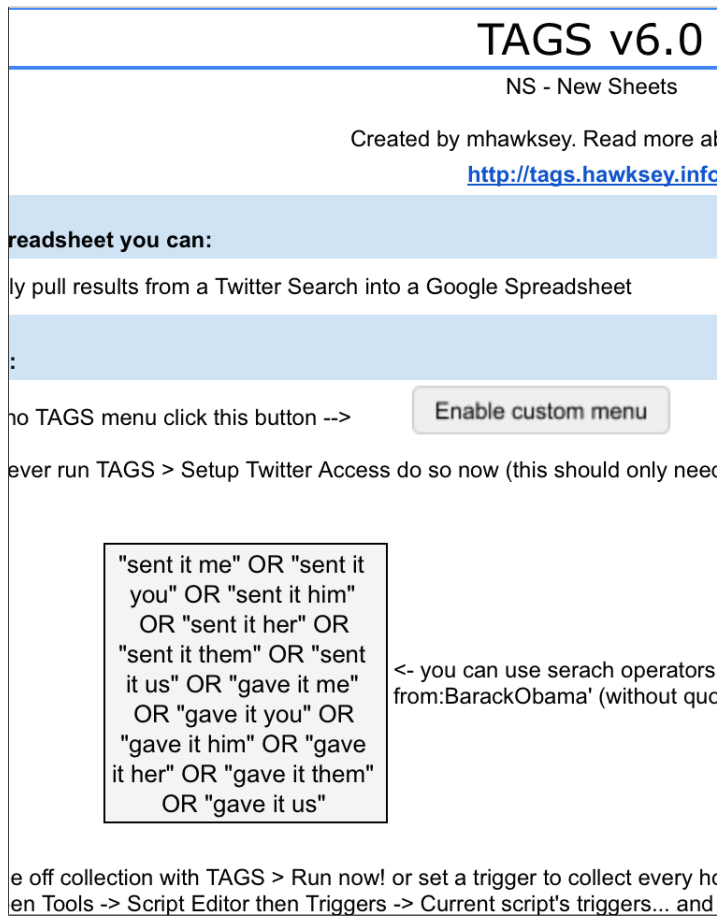 TAGS v6.0
NS - New Sheets
Created by mhawksey. Read more
http://tags.hawksey.info
readsheet you can:
ly pull results from a Twitter Search into a Google Spreadsheet
:
no TAGS menu click this button -->
Enable custom menu
ever run TAGS > Setup Twitter Access do so now (this should only need
"sent it me" OR "sent it
you" OR "sent it him"
OR "sent it her" OR
"sent it them" OR "sent
it us" OR "gave it me"
OR "gave it you" OR
"gave it him" OR "gave
it her" OR "gave it them"
OR "gave it us"
<- you can use serach operators
from:BarackObama' (without quo
e off collection with TAGS > Run now! or set a trigger to collect every ho
en Tools -> Script Editor then Triggers -> Current script's triggers... and